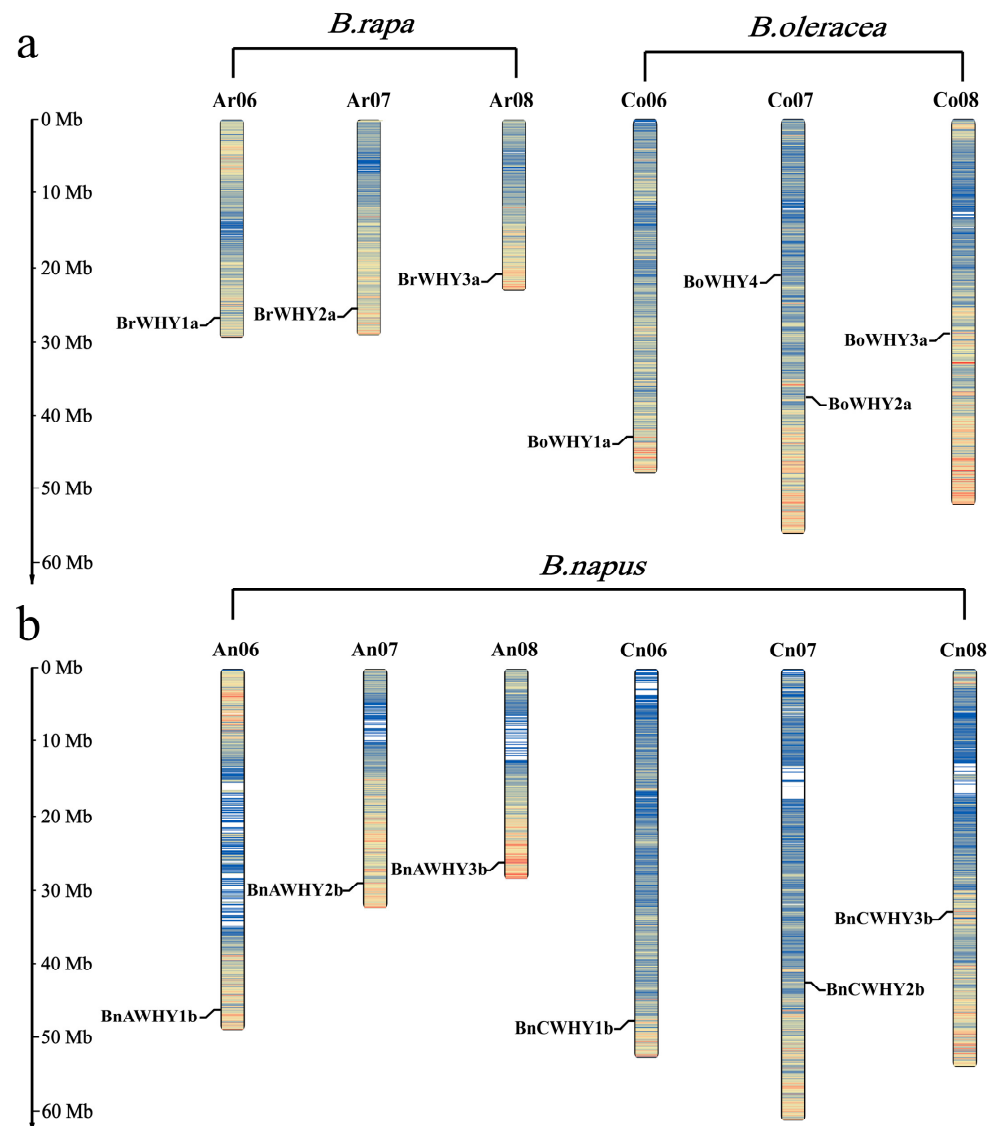 a
B.rapa
B.oleracea
Ar06 Ar07 Ar08 Co06 Co07 Co08
0 Mb
10 Mb
20 Mb
BrWHY3a
BoWHY4
BrWHY1a
BrWHY2a
30 Mb
BoWHY3a
40 Mb
BoWHY2a
BoWHY1a
50 Mb
60 Mb
B.napus
b
An06 An07 An08 Cn06 Cn07 Cn08
0 Mb
10 Mb
20 Mb
BnAWHY3b
30 Mb
BnAWHY2b
BnCWHY3b
40 Mb
BnCWHY2b
BnAWHY1b
BnCWHY1b
50 Mb
60 Mb